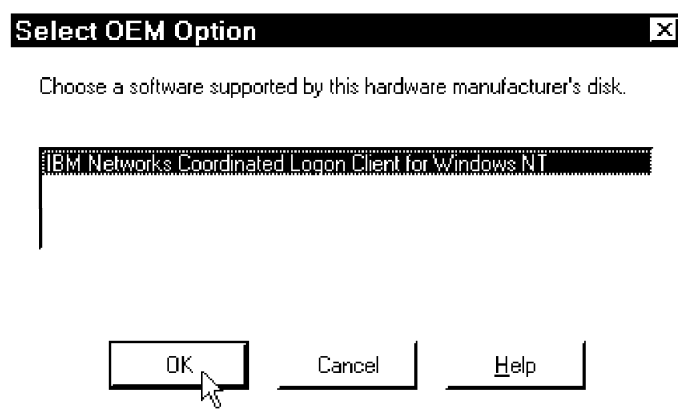 Select OEM Option
Choose a software supported by this hardware manufacturer's disk.
IBM Networks Coordinated Logon Client for Windows NT
OK Cancel Help